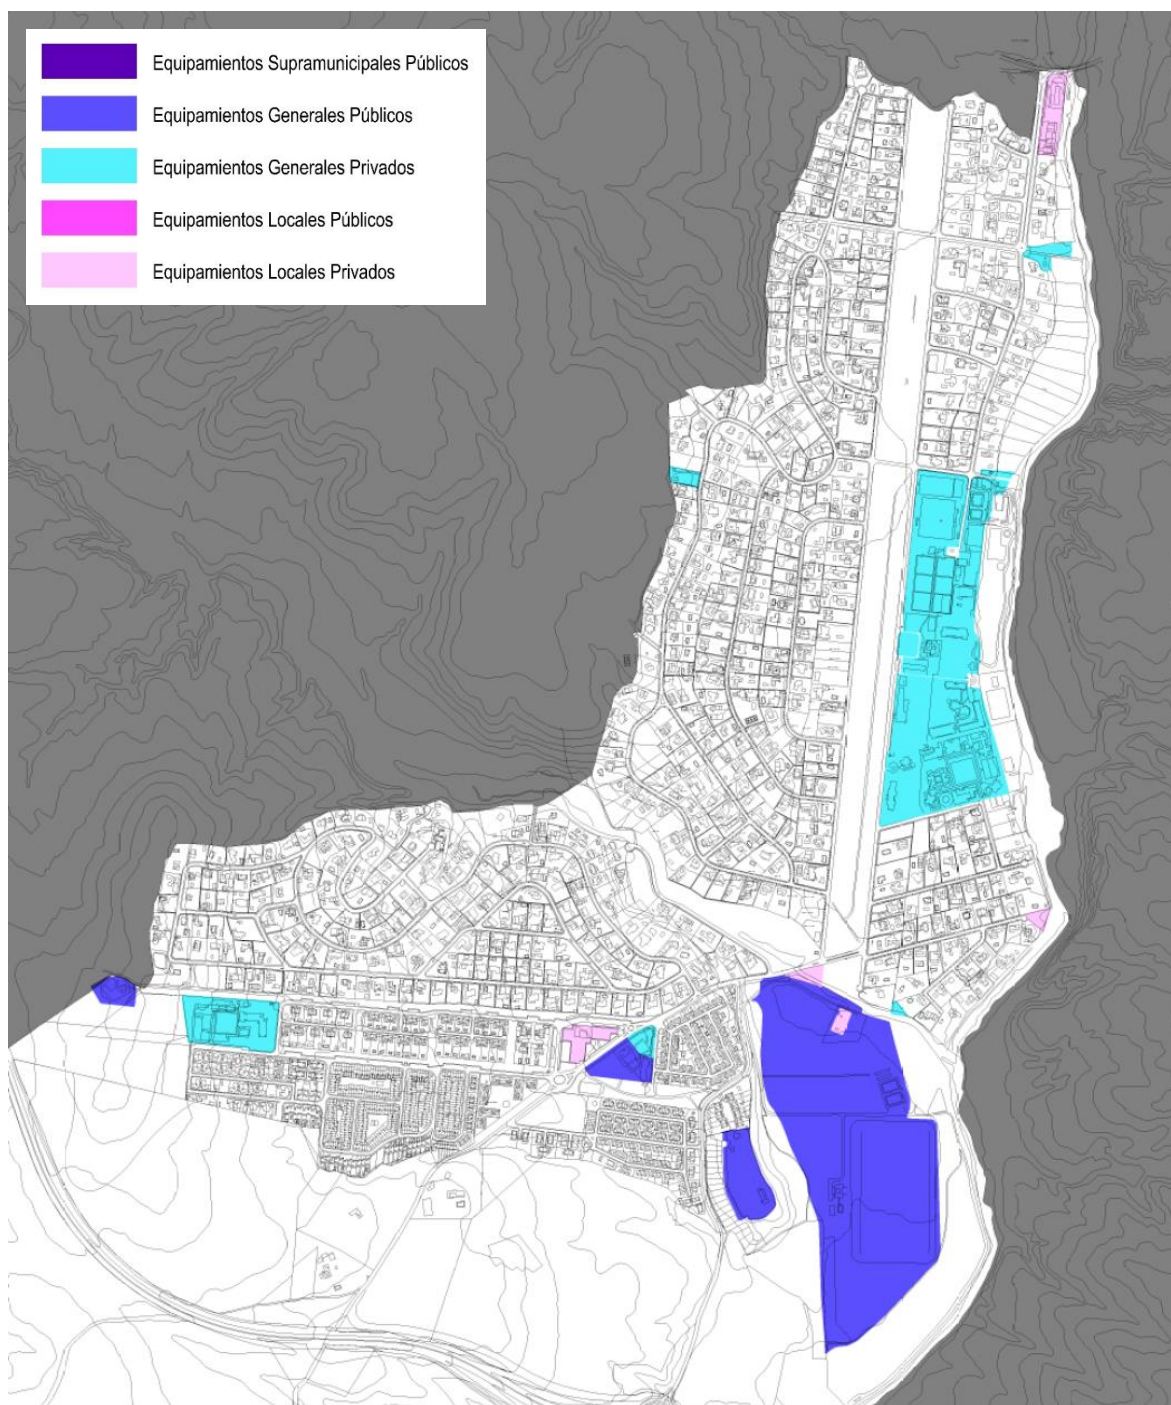 Equipamientos Supramunicipales Públicos
Equipamientos Generales Públicos
Equipamientos Generales Privados
Equipamientos Locales Públicos
Equipamientos Locales Privados